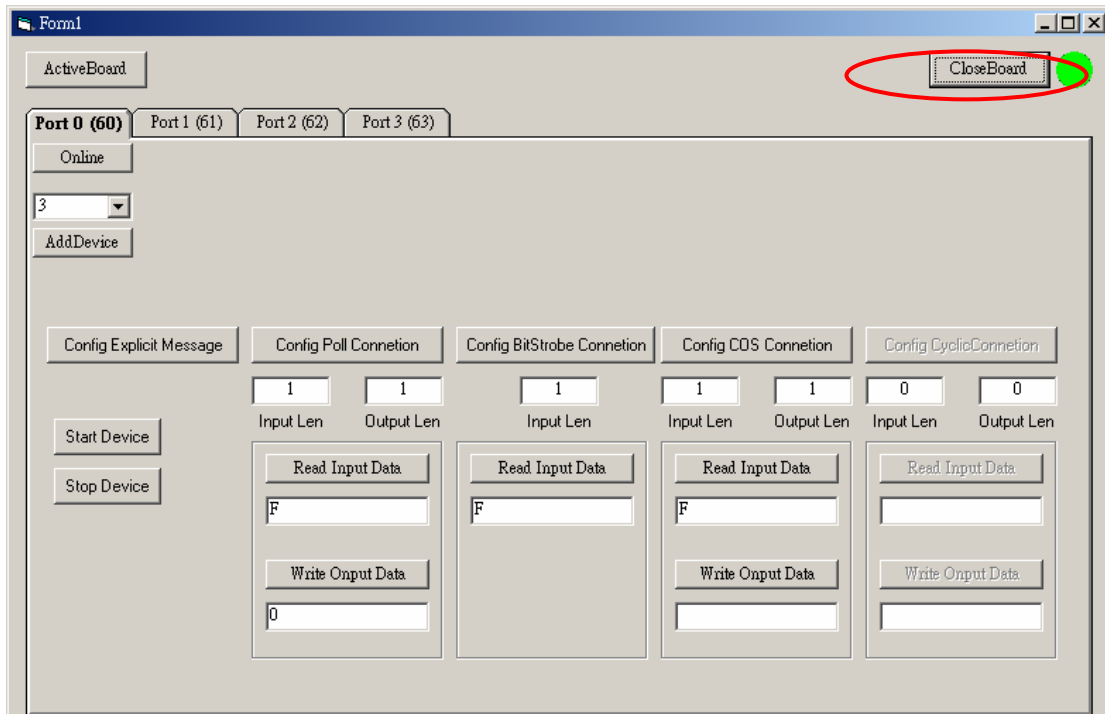 Form1
ActiveBoard
CloseBoard
Port 0 (60) Port 1 (61) Port 2 (62) Port 3 (63)
Online
3
AddDevice
Config Explicit Message Config Poll Connetion Config BitStrobe Connetion Config COS Connetion Config CyclicConnetion
1 1 1 1 1 0 0
Input Len Output Len Input Len Input Len Output Len Input Len Output Len
Start Device
Read Input Data Read Input Data Read Input Data Read Input Data
Stop Device
F F F
Write Onput Data Write Onput Data Write Onput Data
0